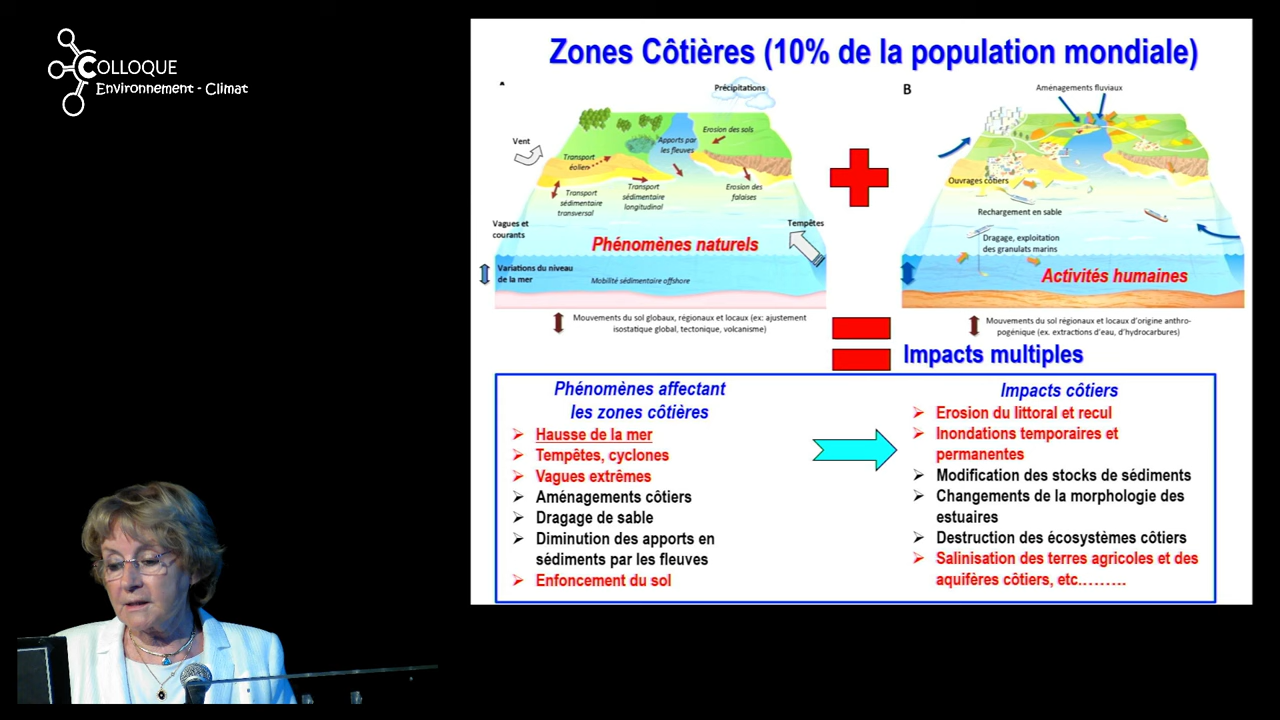 COLLOQUE
Environnement - Climat
Zones Côtières (10% de la population mondiale)
Précipitations
Vent
Erosion des sols
Apports par
les fleuves
Transport
éolien
Transport
sédimentaire
transversal
Transport
sédimentaire
longitudinal
Erosion des
falaises
Vagues et
courants
Tempêtes
Phénomènes naturels
Variations du niveau
de la mer
Mobilité sédimentaire offshore
Mouvements du sol globaux, régionaux et locaux (ex: ajustement
isostatique global, tectonique, volcanisme)
B
Aménagements fluviaux
Ouvrages côtiers
Rechargement en sable
Dragage, exploitation
des granulats marins
Activités humaines
Mouvements du sol régionaux et locaux d'origine anthro-
pogénique (ex. extractions d'eau, d'hydrocarbures)
Impacts multiples
Phénomènes affectant
les zones côtières
Hausse de la mer
Tempêtes, cyclones
Vagues extrêmes
Aménagements côtiers
Dragage de sable
Diminution des apports en
sédiments par les fleuves
Enfoncement du sol
Impacts côtiers
Erosion du littoral et recul
Inondations temporaires et
permanentes
Modification des stocks de sédiments
Changements de la morphologie des
estuaires
Destruction des écosystèmes côtiers
Salinisation des terres agricoles et des
aquifères côtiers, etc………